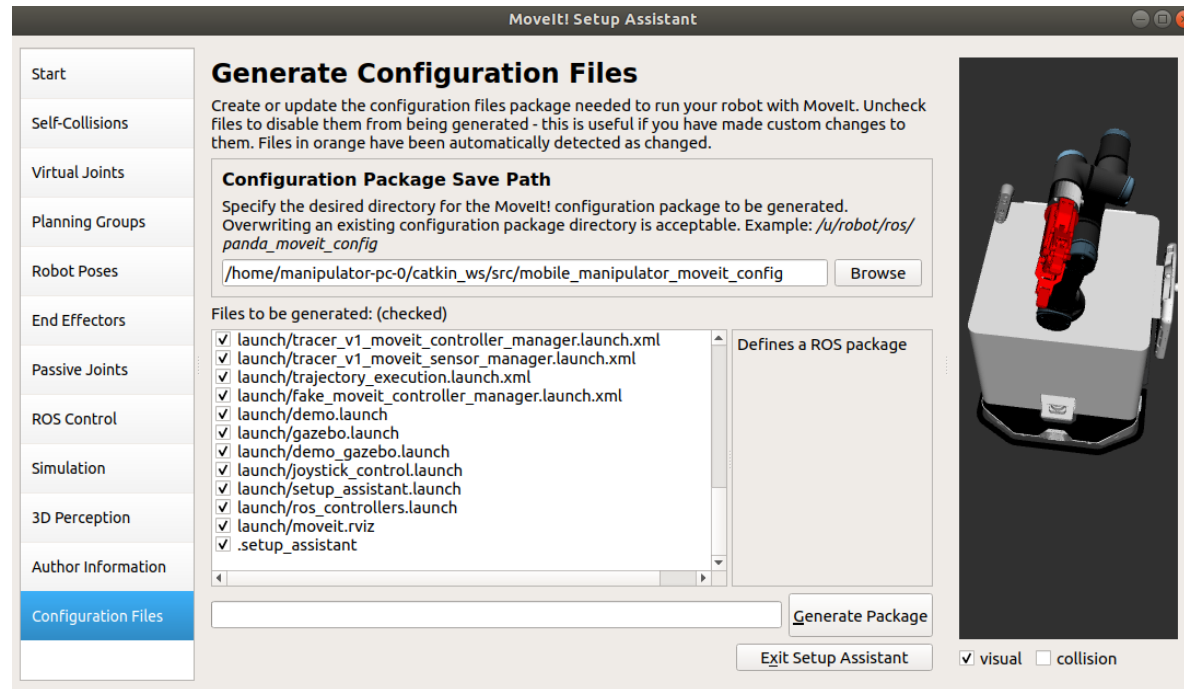 MoveIt! Setup Assistant
Start
Self-Collisions
Virtual Joints
Planning Groups
Robot Poses
End Effectors
Passive Joints
ROS Control
Simulation
3D Perception
Author Information
Configuration Files
Generate Configuration Files
Create or update the configuration files package needed to run your robot with MoveIt. Uncheck
files to disable them from being generated - this is useful if you have made custom changes to
them. Files in orange have been automatically detected as changed.
Configuration Package Save Path
Specify the desired directory for the MoveIt! configuration package to be generated.
Overwriting an existing configuration package directory is acceptable. Example: /u/robot/ros/
panda_moveit_config
/home/manipulator-pc-0/catkin_ws/src/mobile_manipulator_moveit_config
Browse
Files to be generated: (checked)
launch/tracer_v1_moveit_controller_manager.launch.xml
launch/tracer_v1_moveit_sensor_manager.launch.xml
launch/trajectory_execution.launch.xml
launch/fake_moveit_controller_manager.launch.xml
launch/demo.launch
launch/gazebo.launch
launch/demo_gazebo.launch
launch/joystick_control.launch
launch/setup_assistant.launch
launch/ros_controllers.launch
launch/moveit.rviz
.setup_assistant
Defines a ROS package
Generate Package
Exit Setup Assistant
visual
collision